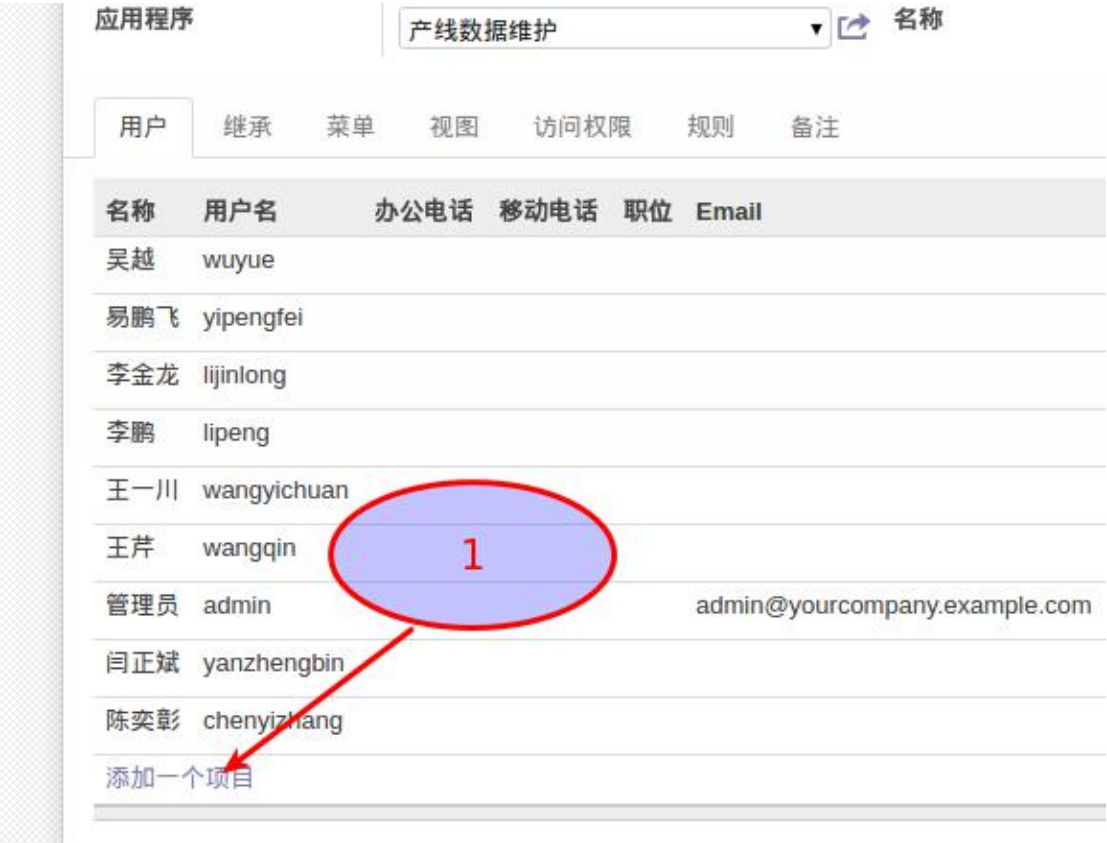 应用程序 产线数据维护 名称
用户 继承 菜单 视图 访问权限 规则 备注
名称 用户名 办公电话 移动电话 职位 Email
吴越 wuyue
易鹏飞 yipengfei
李金龙 lijinlong
李鹏 lipeng
王一川 wangyichuan
王芹 wangqin
1
管理员 admin admin@yourcompany.example.com
闫正斌 yanzhengbin
陈奕彰 chenyizhang
添加一个项目